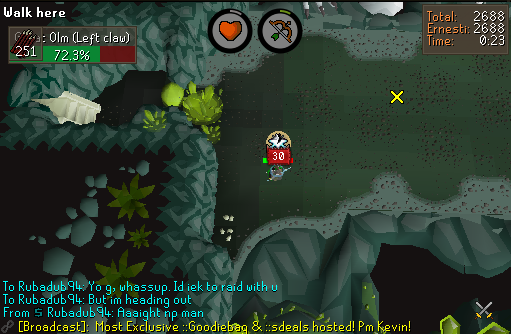 Walk here
: Olm (Left claw)
251
72.3%
Total: 2688
Ernesti: 2688
Time: 0:23
30
To Rubadub94: Yo g, whassup. Id iek to raid with u
To Rubadub94: But im heading out
From 5 Rubadub94: Aaaight np man
[Broadcast]: Most Exclusive ::Goodiebag & ::sdeals hosted! Pm Kevin!